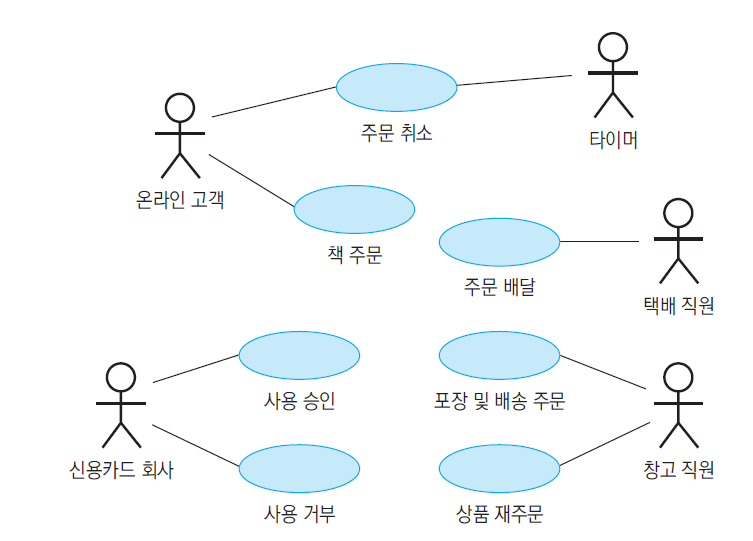 주문 취소
타이머
온라인 고객
책 주문
주문 배달
택배 직원
사용 승인
포장 및 배송 주문
신용카드 회사
창고 직원
사용 거부
상품 재주문